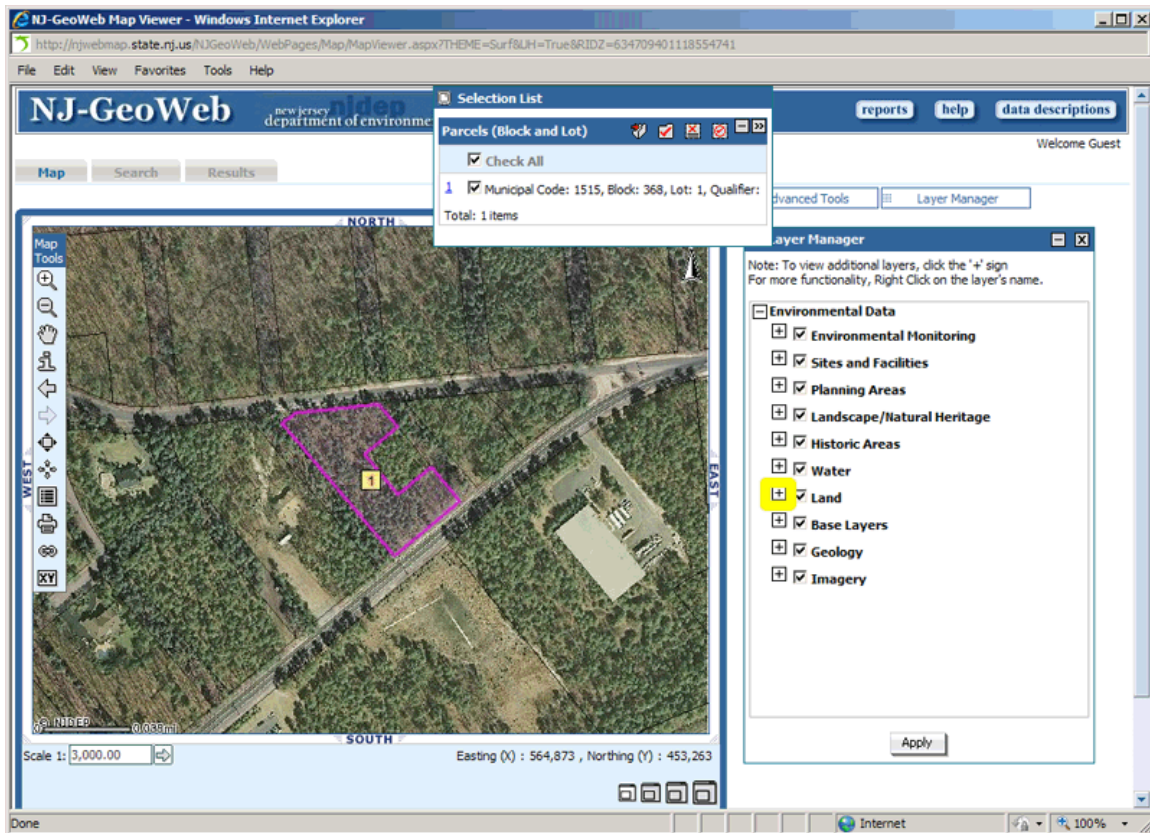 NJ-GeoWeb Map Viewer - Windows Internet Explorer
http://njwebmap.state.nj.us/NJGeoWeb/WebPages/Map/MapViewer.aspx?THEME=Surf&UH=True&RIDZ=634709401118554741
File Edit View Favorites Tools Help
NJ-GeoWeb
new jersey njdep
department of environme
reports help data descriptions
Welcome Guest
Map Search Results
Selection List
Parcels (Block and Lot)
Check All
1 Municipal Code: 1515, Block: 368, Lot: 1, Qualifier:
Total: 1 items
dvanced Tools Layer Manager
NORTH
Map
Tools
XY
WEST
EAST
1
© NJDEP
0.035mi
SOUTH
Scale 1: 3,000.00
Easting (X) : 564,873 , Northing (Y) : 453,263
ayer Manager
Note: To view additional layers, click the '+' sign
For more functionality, Right Click on the layer's name.
Environmental Data
Environmental Monitoring
Sites and Facilities
Planning Areas
Landscape/Natural Heritage
Historic Areas
Water
Land
Base Layers
Geology
Imagery
Apply
Done Internet 100%